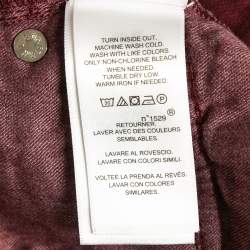 TURN INSIDE OUT.
MACHINE WASH COLD.
WASH WITH LIKE COLORS
ONLY NON-CHLORINE BLEACH
WHEN NEEDED
TUMBLE DRY LOW.
WARM IRON IF NEEDED.
®
n°1529
RETOURNER.
LAVER AVEC DES COULEURS
SEMBLABLES.
LAVARE AL ROVESCIO.
LAVARE CON COLORI SIMILI.
VOLTEE LA PRENDA AL REVÉS.
LAVAR CON COLORES
SIMILARES.